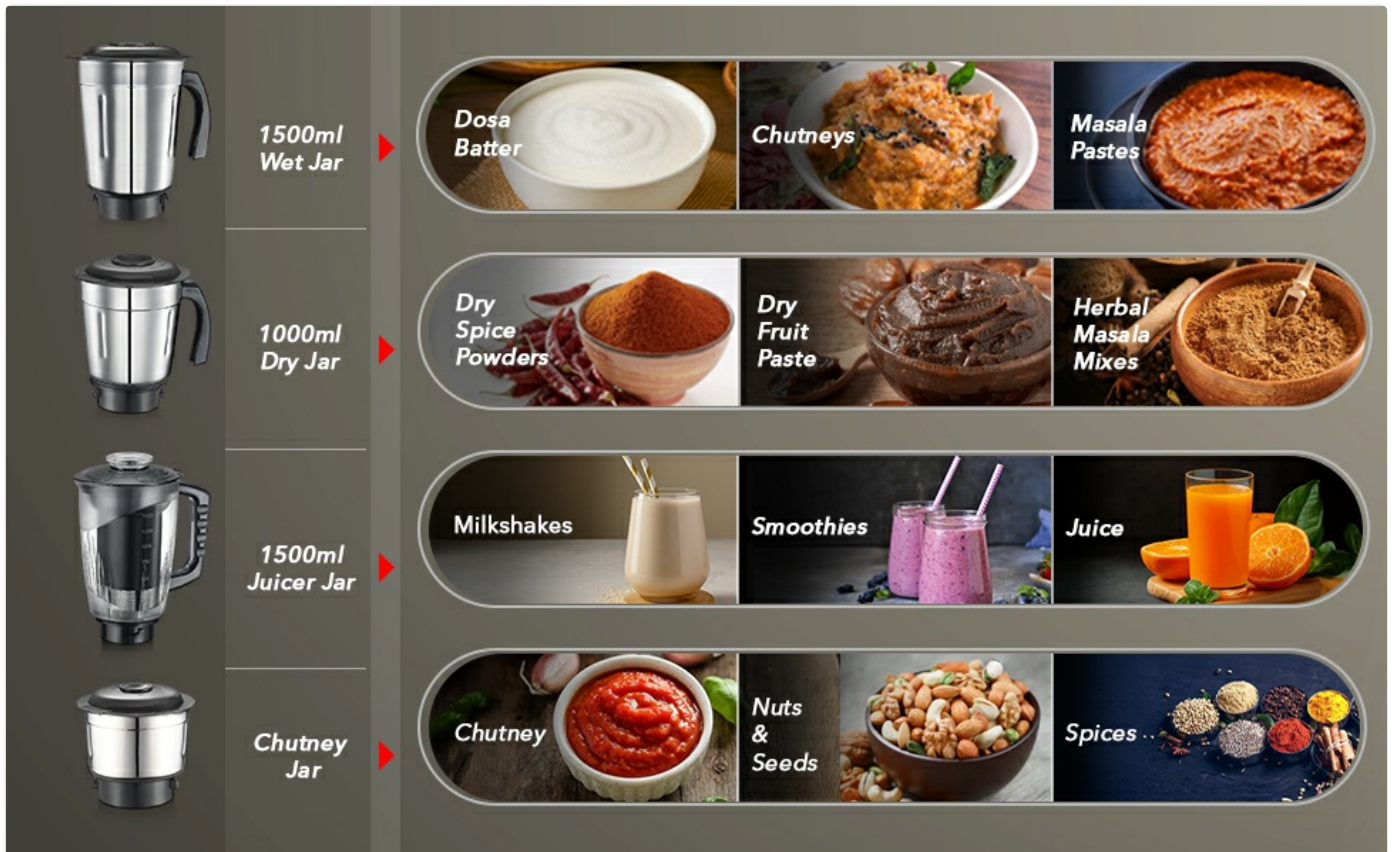 1500ml
Wet Jar
Dosa
Batter
Chutneys
Masala
Pastes
1000ml
Dry Jar
Dry
Spice
Powders
Dry
Fruit
Paste
Herbal
Masala
Mixes
1500ml
Juicer Jar
Milkshakes
Smoothies
Juice
Chutney
Jar
Chutney
Nuts
&
Seeds
Spices